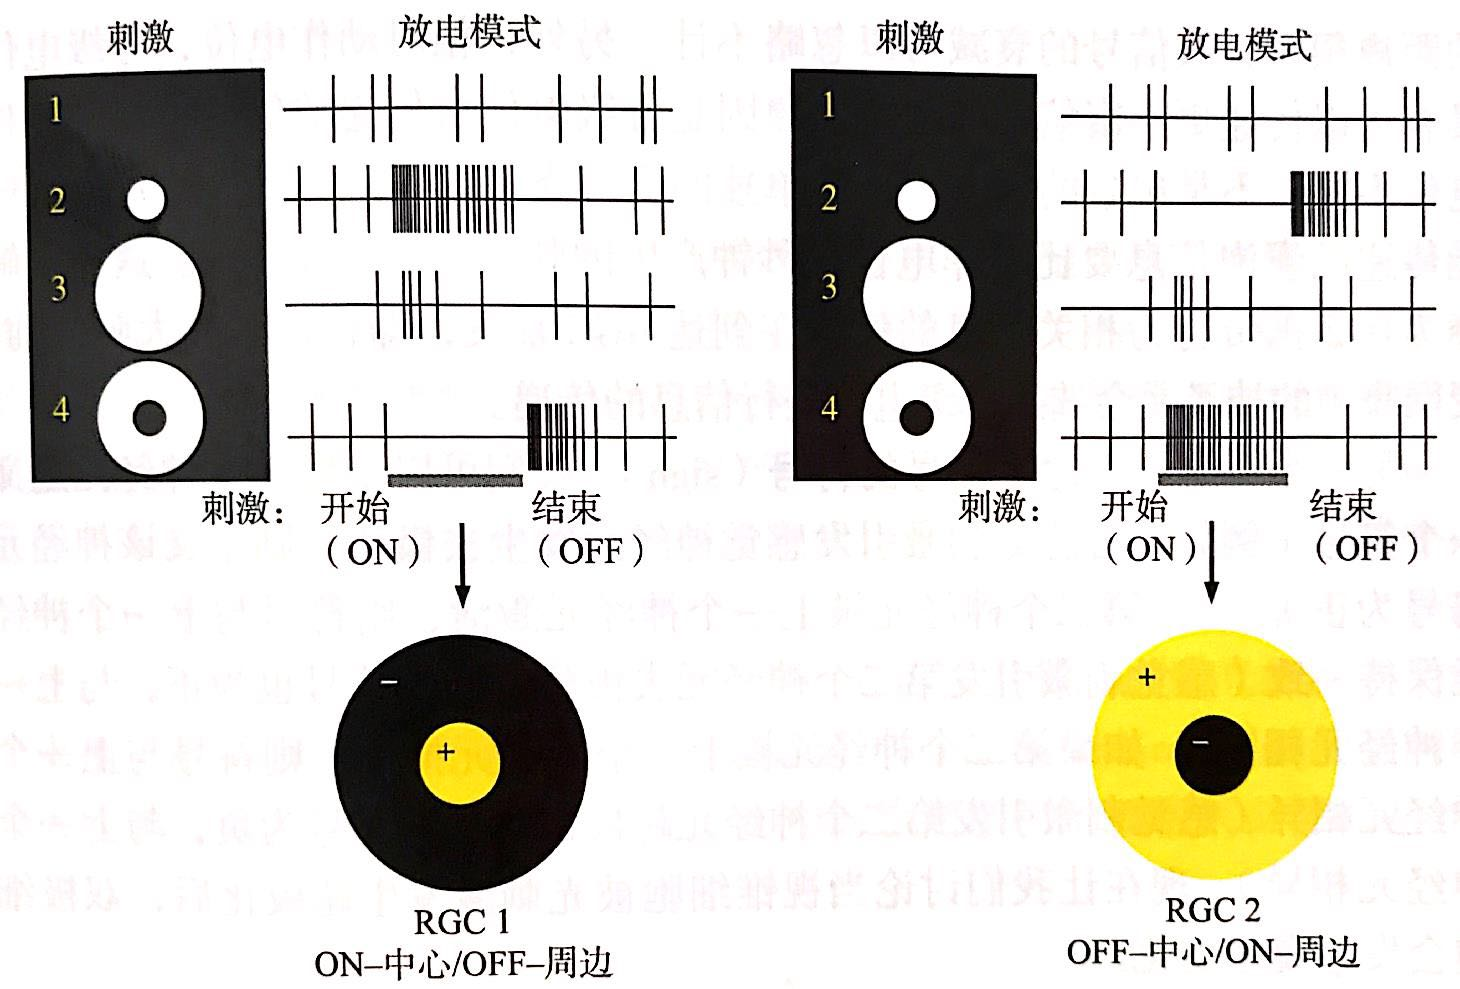 刺激
放电模式
1
2
3
4
刺激： 开始 结束
（ON） （OFF）
−
+
RGC 1
ON–中心/OFF–周边
刺激
放电模式
1
2
3
4
刺激： 开始 结束
（ON） （OFF）
+
−
RGC 2
OFF–中心/ON–周边